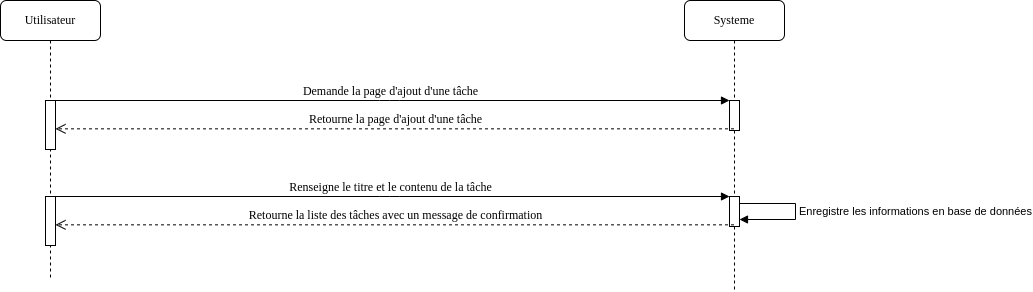 Utilisateur
Systeme
Demande la page d'ajout d'une tâche
Retourne la page d'ajout d'une tâche
Renseigne le titre et le contenu de la tâche
Enregistre les informations en base de données
Retourne la liste des tâches avec un message de confirmation